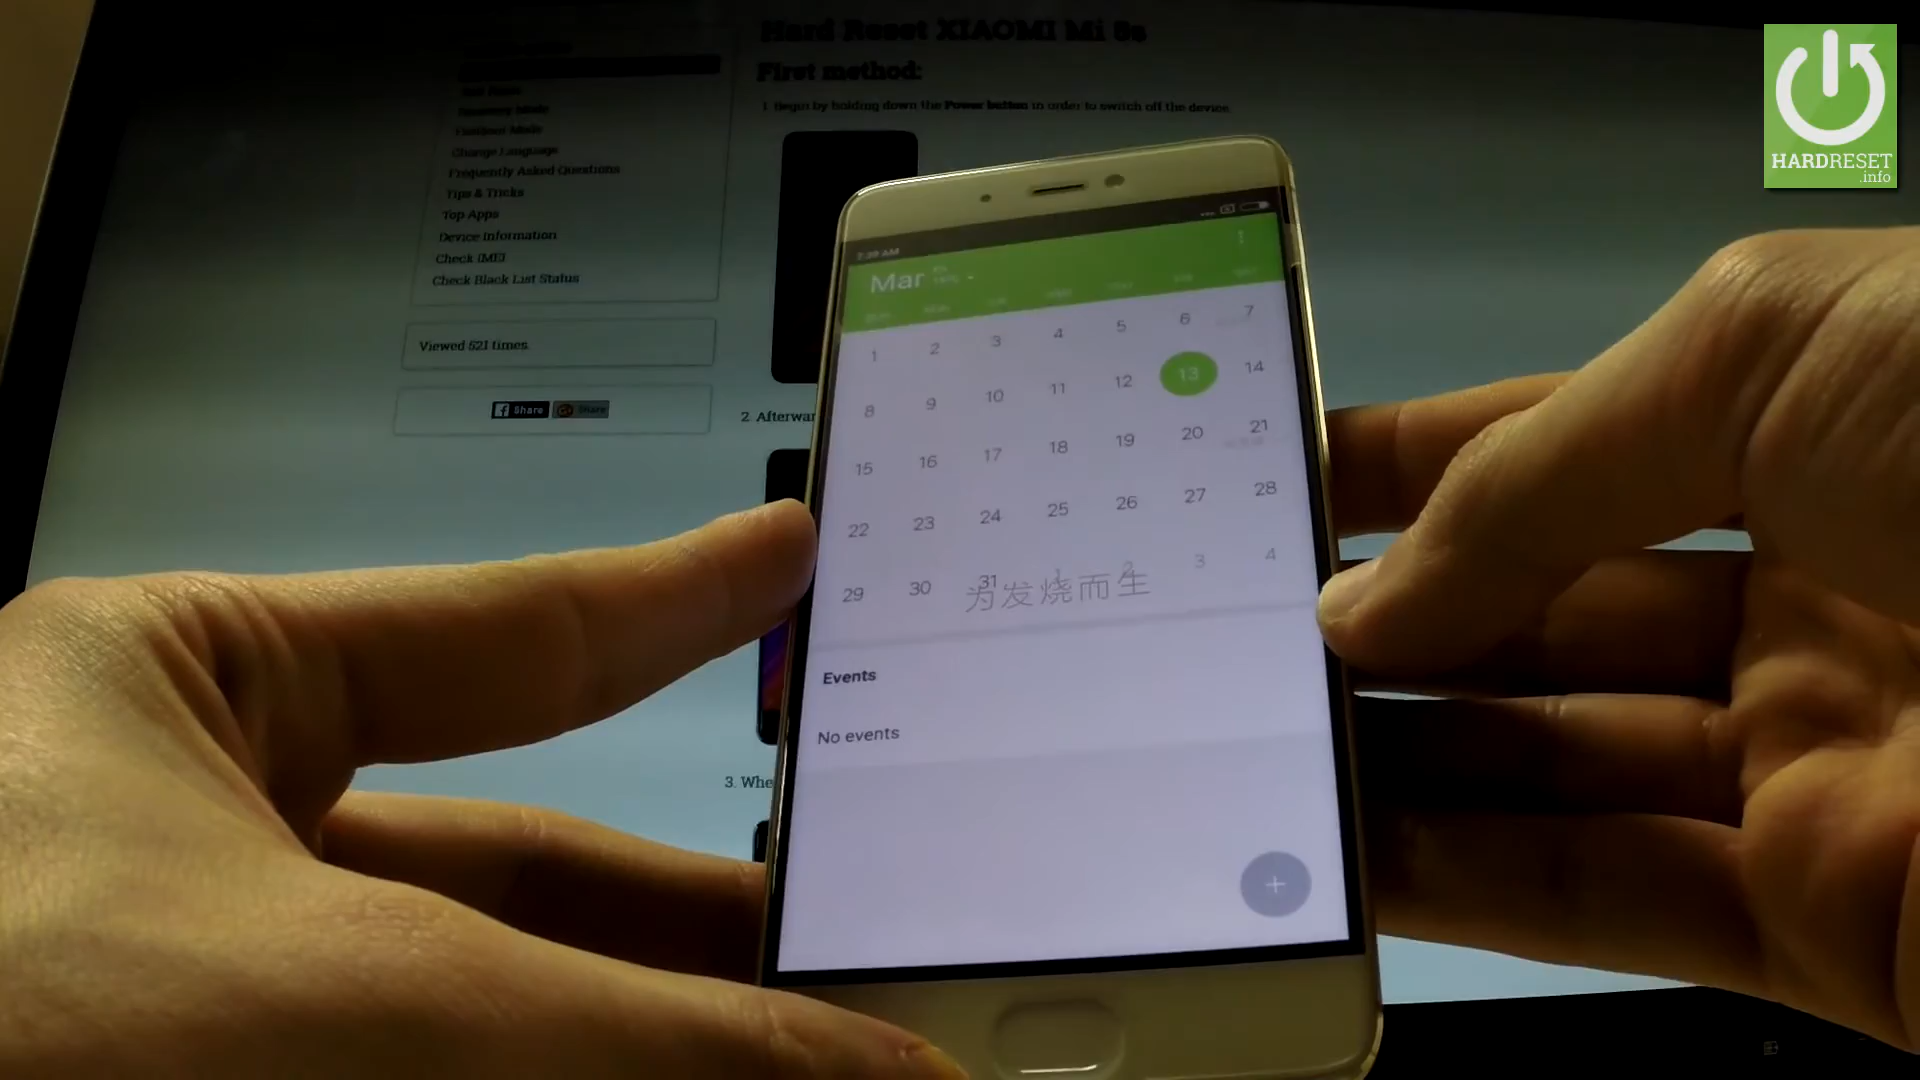 Hard Reset XIAOMI Mi 5s
First method:
1. Begin by holding down the Power button in order to switch off the device.
Recovery Mode
Change Language
Frequently Asked Questions
Tips & Tricks
Top Apps
Device Information
Check IMEI
Check Black List Status
Viewed 521 times.
Share
Share
2. Afterwar
3. Whe
HARDRESET
.info
Mar
1 2 3 4 5 6 7
8 9 10 11 12 13 14
15 16 17 18 19 20 21
22 23 24 25 26 27 28
29 30 31 1 2 3 4
为发烧而生
Events
No events
+